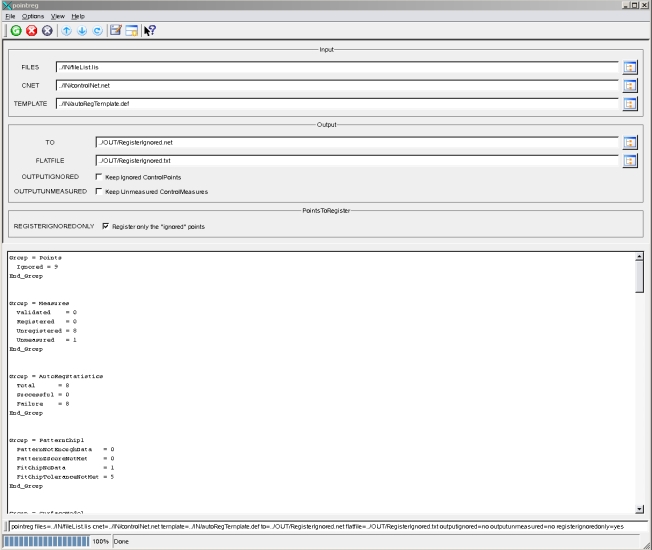 pointreg
File Options View Help
Input
FILES ../IN/fileList.lis
CNET ../IN/controlNet.net
TEMPLATE ../IN/autoRegTemplate.def
Output
TO ../OUT/RegisterIgnored.net
FLATFILE ../OUT/RegisterIgnored.txt
OUTPUTIGNORED Keep Ignored ControlPoints
OUTPUTUNMEASURED Keep Unmeasured ControlMeasures
PointsToRegister
REGISTERIGNOREDONLY Register only the "ignored" points
Group = Points
Ignored = 9
End_Group
Group = Measures
Validated = 0
Registered = 0
Unregistered = 8
Unmeasured = 1
End_Group
Group = AutoRegStatistics
Total = 8
Successful = 0
Failure = 8
End_Group
Group = PatternChip1
PatternNotEnoughData = 0
PatternZScoreNotMet = 0
FitChipNoData = 1
FitChipToleranceNotMet = 5
End_Group
Group = SurfaceModel
pointreg files=../IN/fileList.lis cnet=../IN/controlNet.net template=../IN/autoRegTemplate.def to=../OUT/RegisterIgnored.net flatfile=../OUT/RegisterIgnored.txt outputignored=no outputunmeasured=no registerignoredonly=yes
100% Done